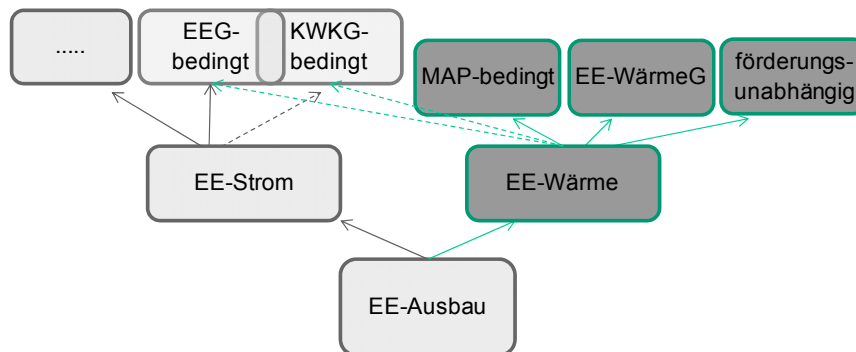 .....
EEG-
bedingt
KWKG-
bedingt
MAP-bedingt
EE-WärmeG
förderungs-
unabhängig
EE-Strom
EE-Wärme
EE-Ausbau